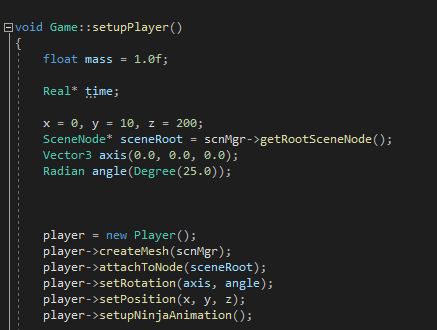 void Game::setupPlayer()
{
float mass = 1.0f;
Real* time;
x = 0, y = 10, z = 200;
SceneNode* sceneRoot = scnMgr->getRootSceneNode();
Vector3 axis(0.0, 0.0, 0.0);
Radian angle(Degree(25.0));
player = new Player();
player->createMesh(scnMgr);
player->attachToNode(sceneRoot);
player->setRotation(axis, angle);
player->setPosition(x, y, z);
player->setupNinjaAnimation();